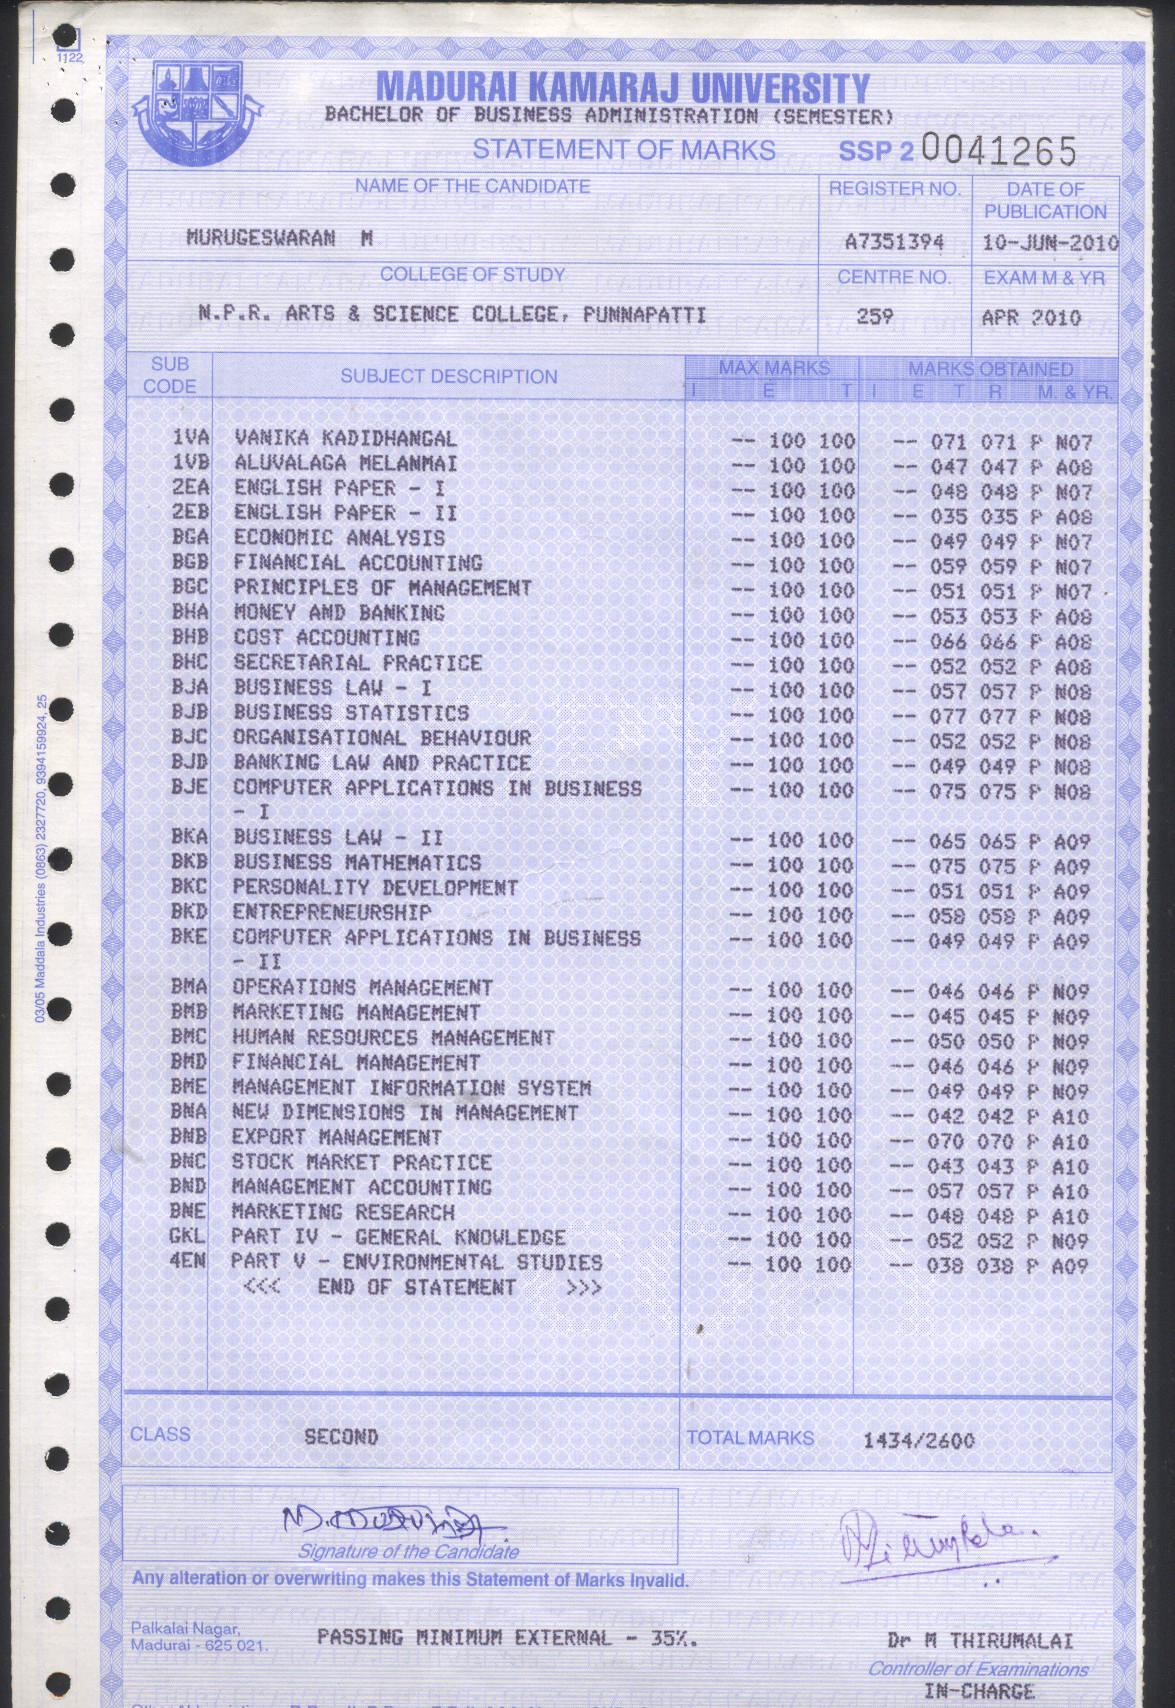 1122
MADURAI KAMARAJ UNIVERSITY
BACHELOR OF BUSINESS ADMINISTRATION (SEMESTER)
STATEMENT OF MARKS SSP 2 0041265
NAME OF THE CANDIDATE REGISTER NO. DATE OF PUBLICATION
MURUGESWARAN M A7351394 10-JUN-2010
COLLEGE OF STUDY CENTRE NO. EXAM M & YR
N.P.R. ARTS & SCIENCE COLLEGE, PUNNAPATTI 259 APR 2010
SUB CODE SUBJECT DESCRIPTION MAX MARKS MARKS OBTAINED
I E T I E T R M. & YR.
1VA VANIKA KADIDHANGAL -- 100 100 -- 071 071 P N07
1VB ALUVALAGA MELANMAI -- 100 100 -- 047 047 P A08
2EA ENGLISH PAPER - I -- 100 100 -- 048 048 P N07
2EB ENGLISH PAPER - II -- 100 100 -- 035 035 P A08
BGA ECONOMIC ANALYSIS -- 100 100 -- 049 049 P N07
BGB FINANCIAL ACCOUNTING -- 100 100 -- 059 059 P N07
BGC PRINCIPLES OF MANAGEMENT -- 100 100 -- 051 051 P N07
BHA MONEY AND BANKING -- 100 100 -- 053 053 P A08
BHB COST ACCOUNTING -- 100 100 -- 066 066 P A08
BHC SECRETARIAL PRACTICE -- 100 100 -- 052 052 P A08
BJA BUSINESS LAW - I -- 100 100 -- 057 057 P N08
BJB BUSINESS STATISTICS -- 100 100 -- 077 077 P N08
BJC ORGANISATIONAL BEHAVIOUR -- 100 100 -- 052 052 P N08
BJD BANKING LAW AND PRACTICE -- 100 100 -- 049 049 P N08
BJE COMPUTER APPLICATIONS IN BUSINESS -- 100 100 -- 075 075 P N08
- I
BKA BUSINESS LAW - II -- 100 100 -- 065 065 P A09
BKB BUSINESS MATHEMATICS -- 100 100 -- 075 075 P A09
BKC PERSONALITY DEVELOPMENT -- 100 100 -- 051 051 P A09
BKD ENTREPRENEURSHIP -- 100 100 -- 058 058 P A09
BKE COMPUTER APPLICATIONS IN BUSINESS -- 100 100 -- 049 049 P A09
- II
BMA OPERATIONS MANAGEMENT -- 100 100 -- 046 046 P N09
BMB MARKETING MANAGEMENT -- 100 100 -- 045 045 P N09
BMC HUMAN RESOURCES MANAGEMENT -- 100 100 -- 050 050 P N09
BMD FINANCIAL MANAGEMENT -- 100 100 -- 046 046 P N09
BME MANAGEMENT INFORMATION SYSTEM -- 100 100 -- 049 049 P N09
BNA NEW DIMENSIONS IN MANAGEMENT -- 100 100 -- 042 042 P A10
BNB EXPORT MANAGEMENT -- 100 100 -- 070 070 P A10
BNC STOCK MARKET PRACTICE -- 100 100 -- 043 043 P A10
BND MANAGEMENT ACCOUNTING -- 100 100 -- 057 057 P A10
BNE MARKETING RESEARCH -- 100 100 -- 048 048 P A10
GKL PART IV - GENERAL KNOWLEDGE -- 100 100 -- 052 052 P N09
4EN PART V - ENVIRONMENTAL STUDIES -- 100 100 -- 038 038 P A09
<<< END OF STATEMENT >>>
CLASS SECOND TOTAL MARKS 1434/2600
Signature of the Candidate
Any alteration or overwriting makes this Statement of Marks Invalid.
Palkalai Nagar,
Madurai - 625 021.
PASSING MINIMUM EXTERNAL - 35%.
Dr M THIRUMALAI
Controller of Examinations
IN-CHARGE
03/05 Maddala Industries (0863) 2327720, 9394159924, 25